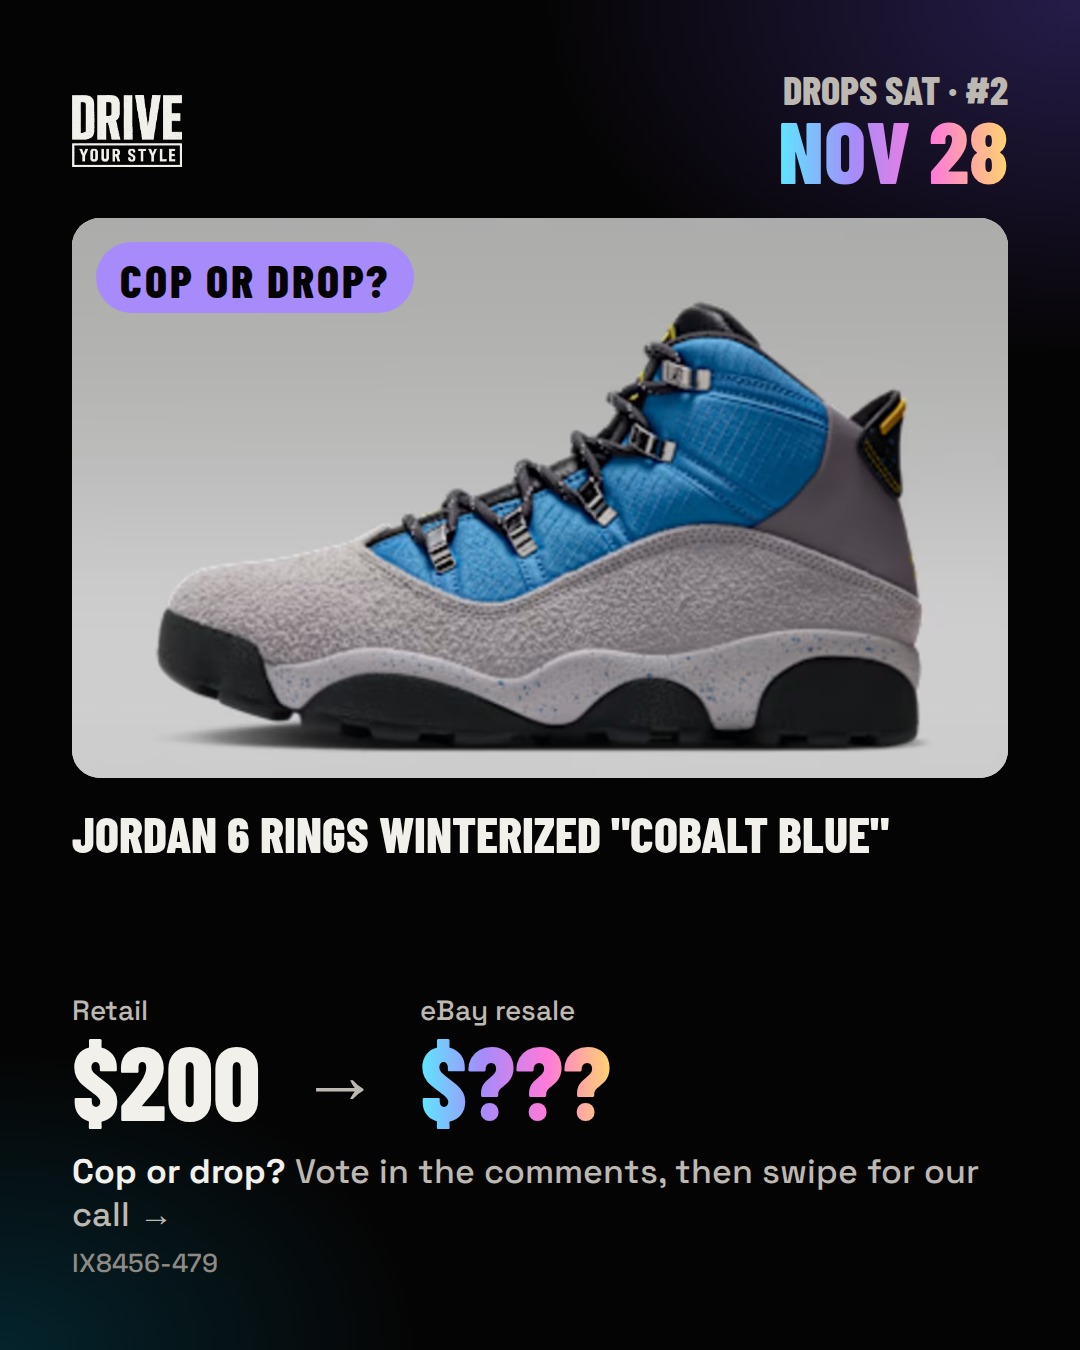 DRIVE
YOUR STYLE
DROPS SAT · #2
NOV 28
COP OR DROP?
JORDAN 6 RINGS WINTERIZED "COBALT BLUE"
Retail
eBay resale
$200
→
$???
Cop or drop? Vote in the comments, then swipe for our
call →
IX8456-479